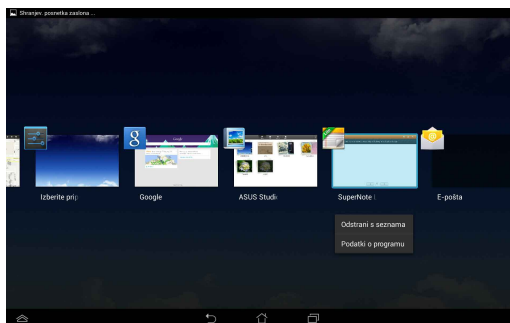 Shranjev. posnetka zaslona ...
Izberite prip
Google
ASUS Studi
SuperNote
E-pošta
Odstrani s seznama
Podatki o programu